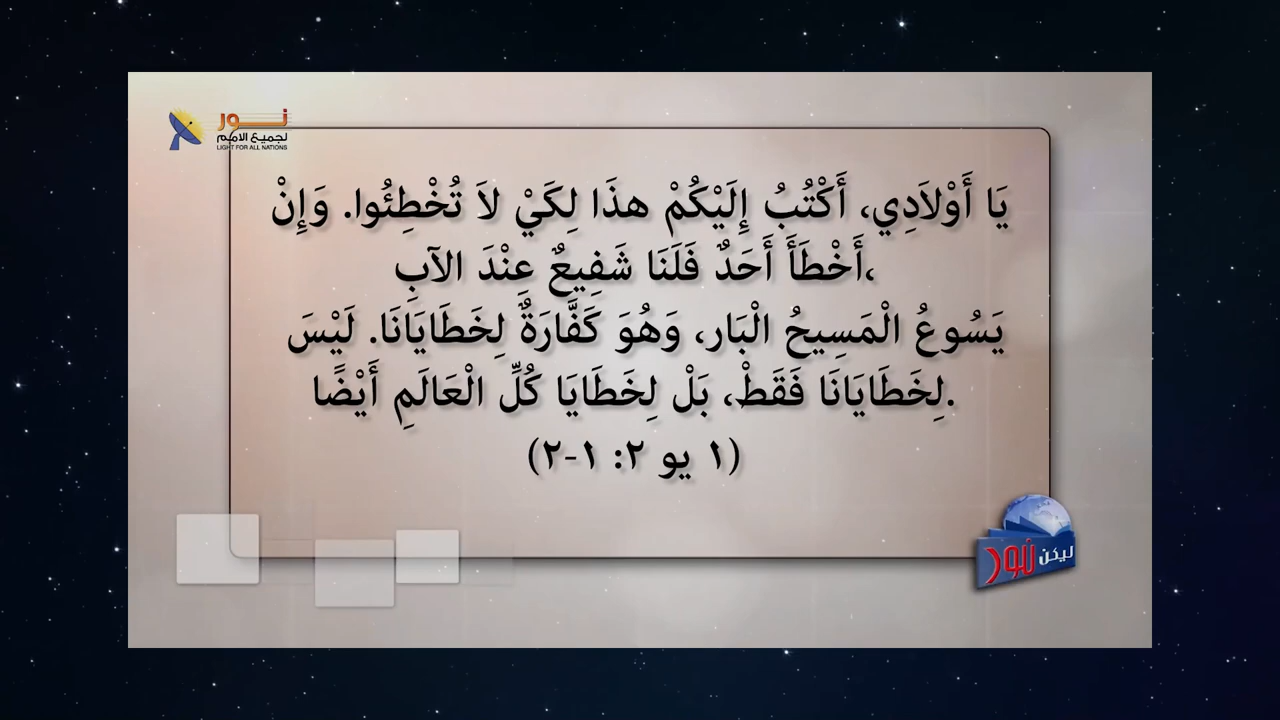 نور
لجميع الامم
LIGHT FOR ALL NATIONS
يَا أَوْلاَدِي، أَكْتُبُ إِلَيْكُمْ هذَا لِكَيْ لاَ تُخْطِئُوا. وَإِنْ
أَخْطَأَ أَحَدٌ فَلَنَا شَفِيعٌ عِنْدَ الآبِ،
يَسُوعُ الْمَسِيحُ الْبَار، وَهُوَ كَفَّارَةٌ لِخَطَايَانَا. لَيْسَ
لِخَطَايَانَا فَقَطْ، بَلْ لِخَطَايَا كُلِّ الْعَالَمِ أَيْضًا.
(١ يو ٢: ١-٢)
ليكن نور